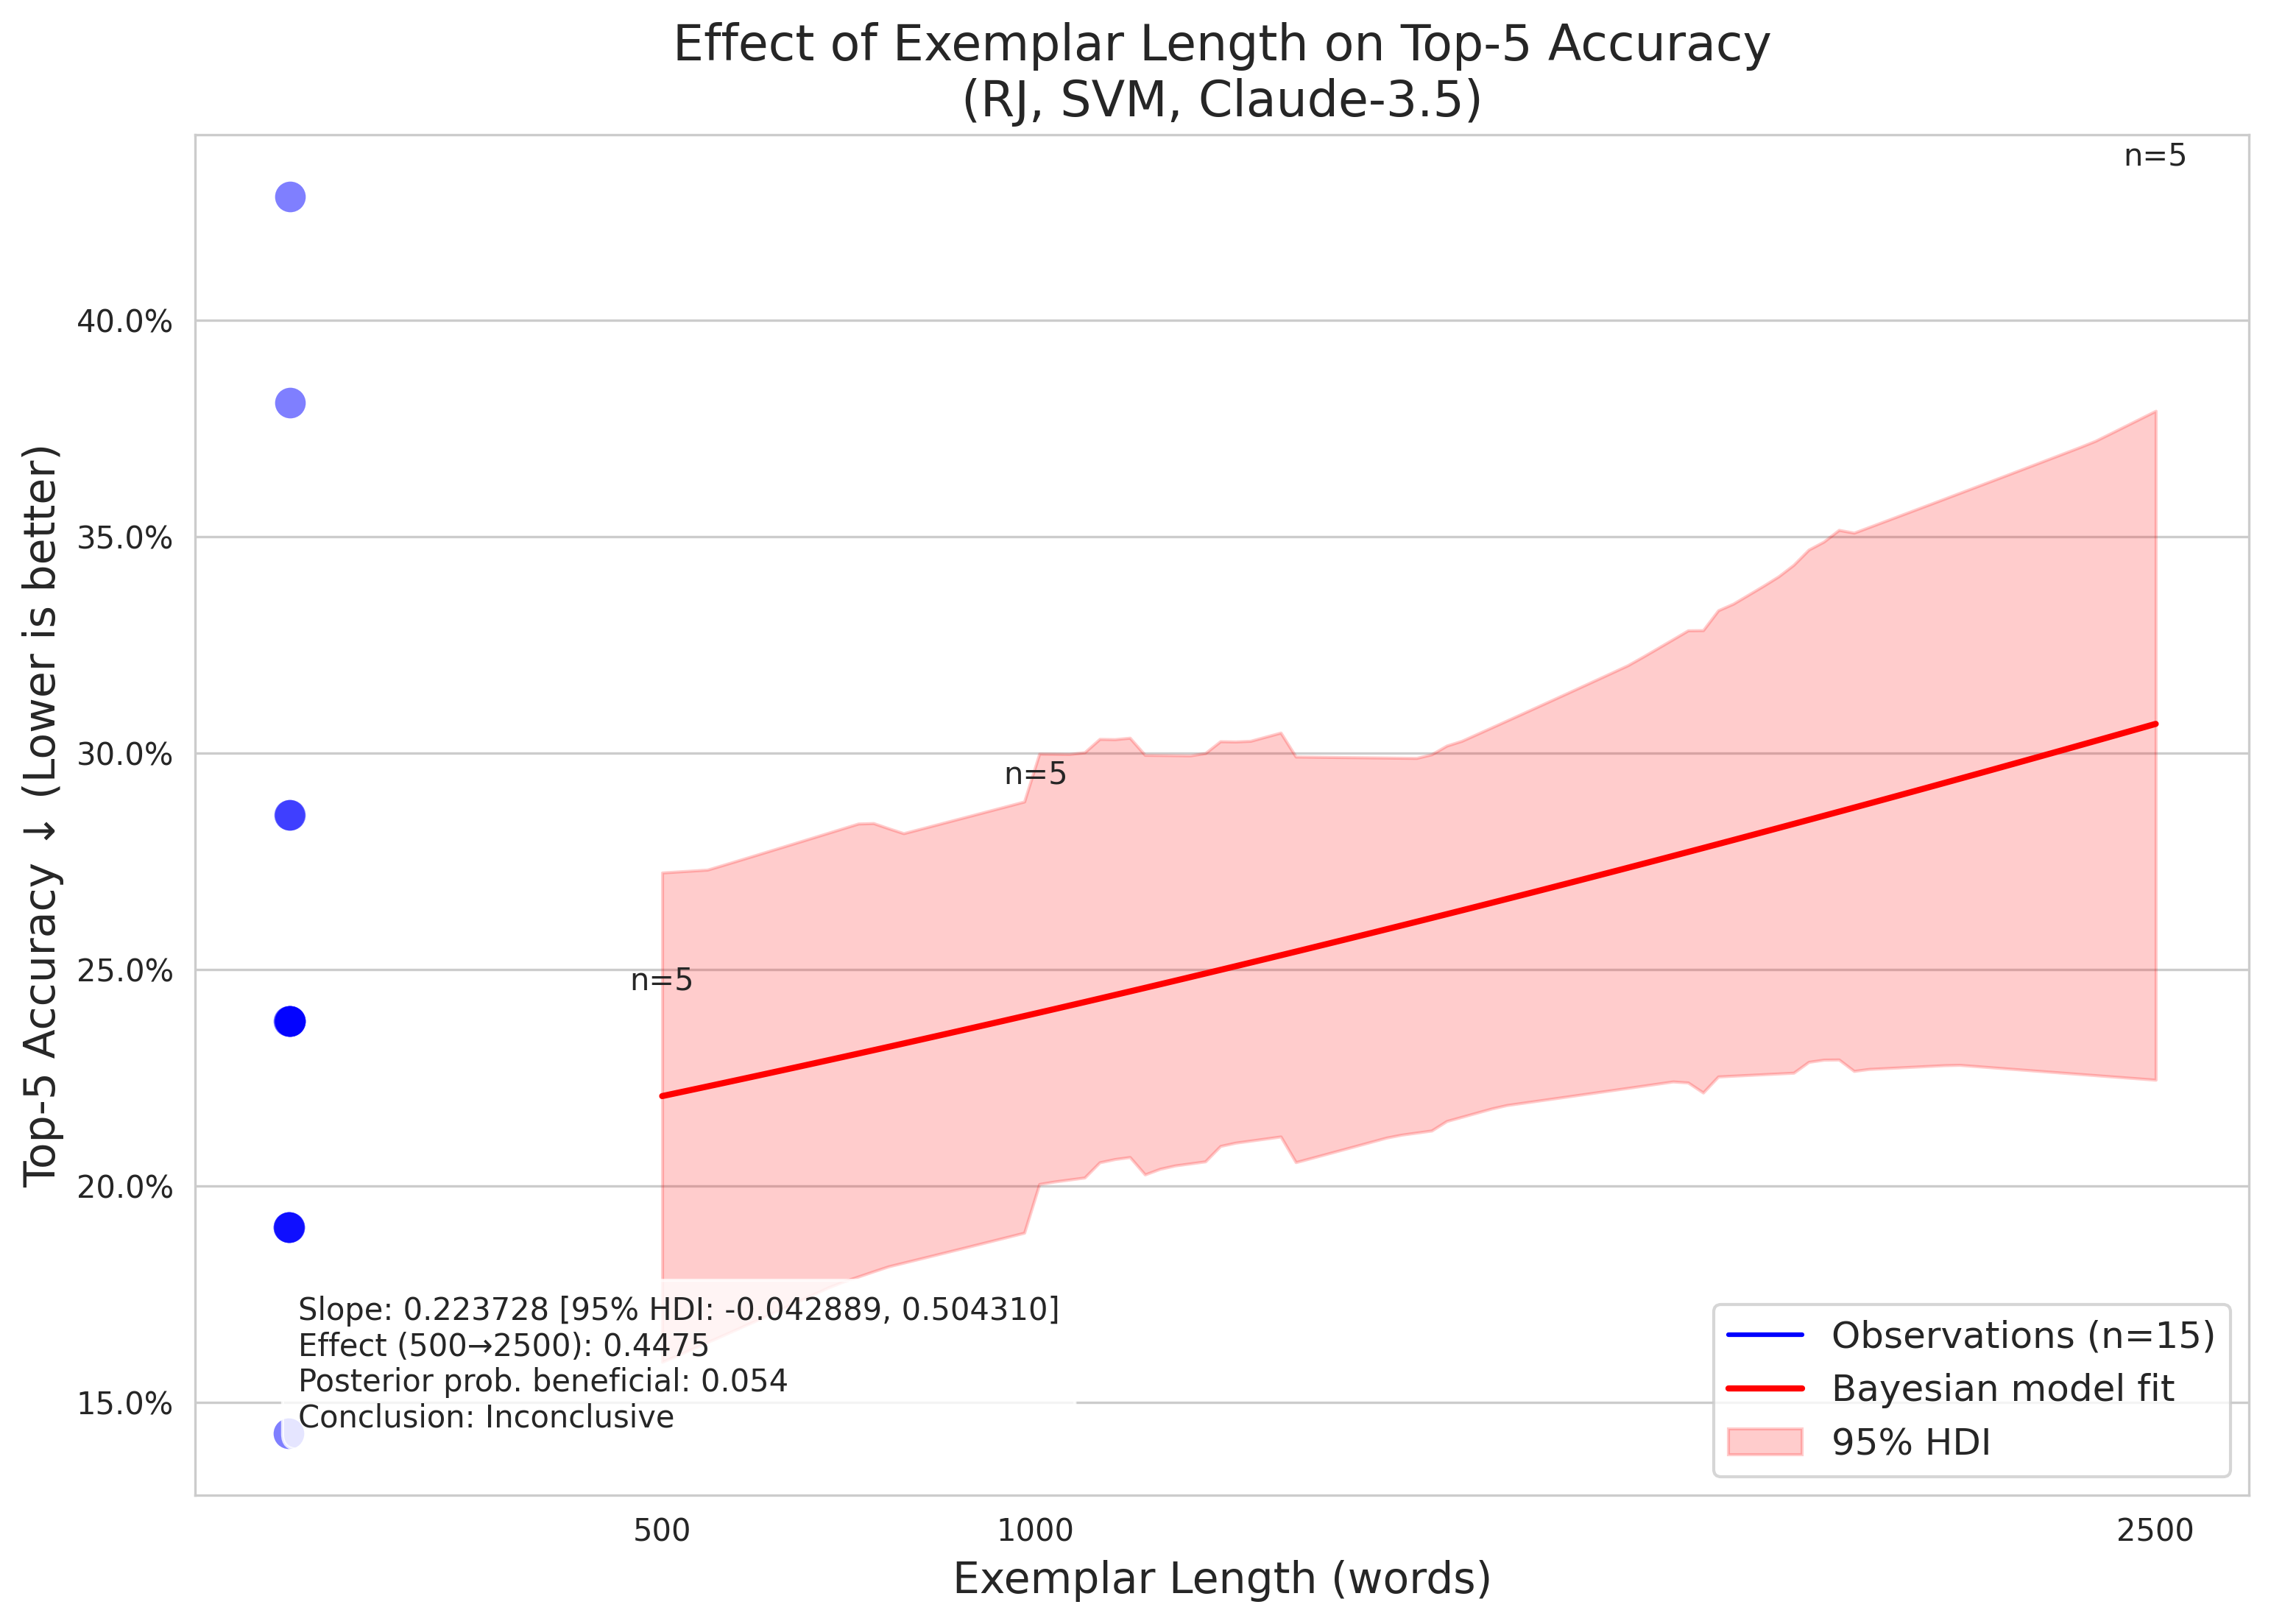 Effect of Exemplar Length on Top-5 Accuracy
(RJ, SVM, Claude-3.5)
Top-5 Accuracy ↓ (Lower is better)
40.0%
35.0%
30.0%
25.0%
20.0%
15.0%
n=5
n=5
n=5
Slope: 0.223728 [95% HDI: -0.042889, 0.504310]
Effect (500→2500): 0.4475
Posterior prob. beneficial: 0.054
Conclusion: Inconclusive
Observations (n=15)
Bayesian model fit
95% HDI
500
1000
2500
Exemplar Length (words)